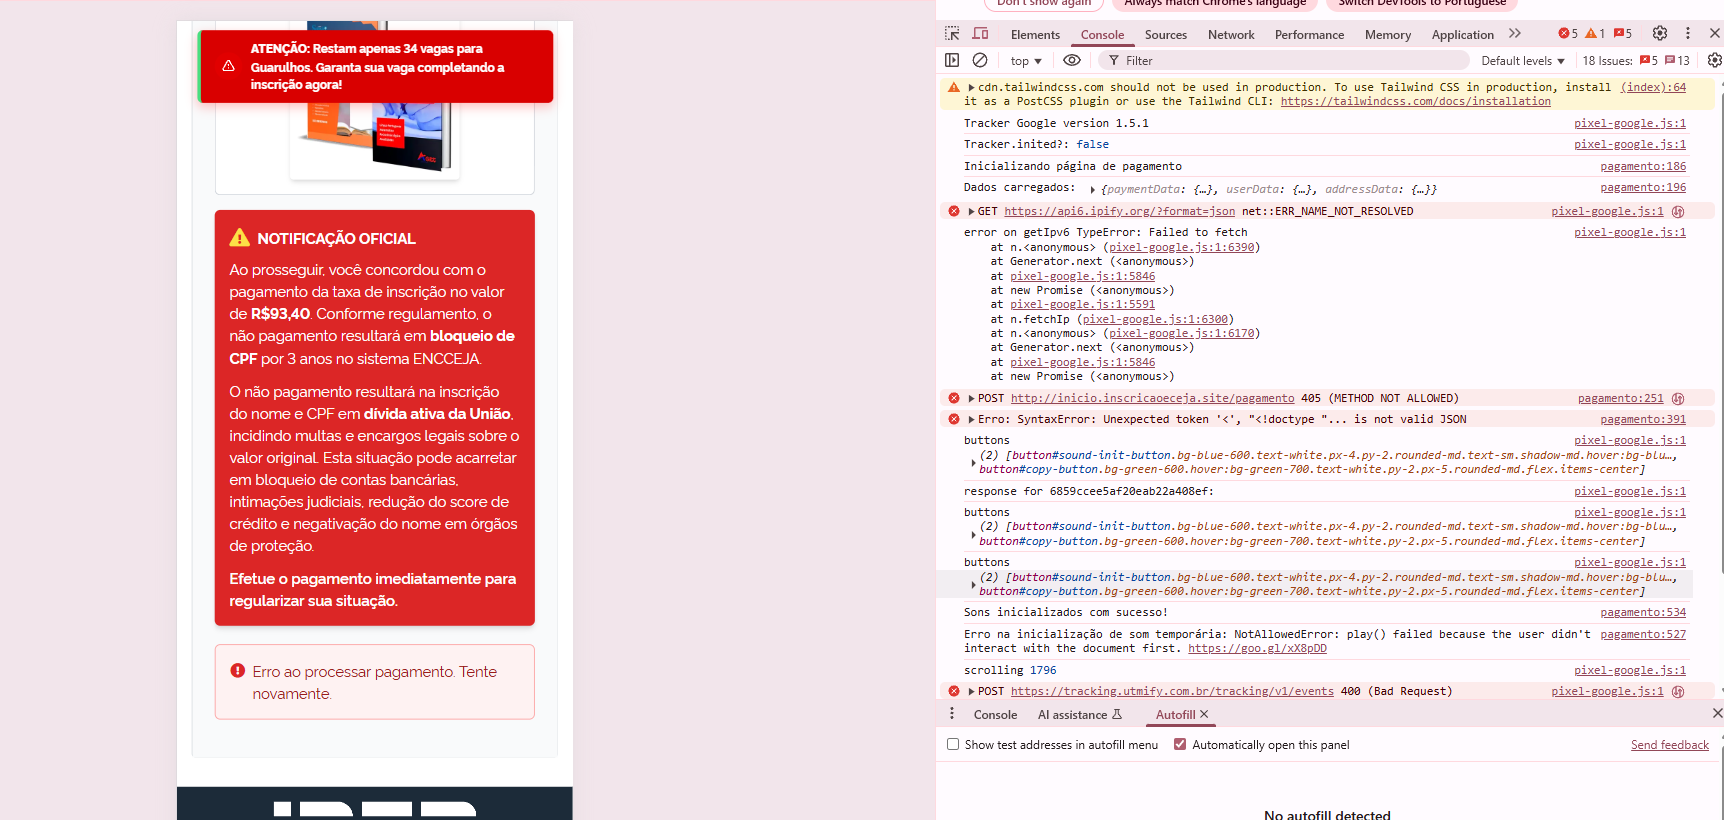 ATENÇÃO: Restam apenas 34 vagas para
Guarulhos. Garanta sua vaga completando a
inscrição agora!
NOTIFICAÇÃO OFICIAL
Ao prosseguir, você concordou com o
pagamento da taxa de inscrição no valor
de R$93,40. Conforme regulamento, o
não pagamento resultará em bloqueio de
CPF por 3 anos no sistema ENCCEJA.
O não pagamento resultará na inscrição
do nome e CPF em dívida ativa da União,
incidindo multas e encargos legais sobre o
valor original. Esta situação pode acarretar
em bloqueio de contas bancárias,
intimações judiciais, redução do score de
crédito e negativação do nome em órgãos
de proteção.
Efetue o pagamento imediatamente para
regularizar sua situação.
Erro ao processar pagamento. Tente
novamente.
Don't show again Always match Chrome's language Switch DevTools to Portuguese
Elements Console Sources Network Performance Memory Application 5 1 5
top Filter Default levels 18 Issues: 5 13
cdn.tailwindcss.com should not be used in production. To use Tailwind CSS in production, install (index):64
it as a PostCSS plugin or use the Tailwind CLI: https://tailwindcss.com/docs/installation
Tracker Google version 1.5.1 pixel-google.js:1
Tracker.inited?: false pixel-google.js:1
Inicializando página de pagamento pagamento:186
Dados carregados: {paymentData: {…}, userData: {…}, addressData: {…}} pagamento:196
GET https://api6.ipify.org/?format=json net::ERR_NAME_NOT_RESOLVED pixel-google.js:1
error on getIpv6 TypeError: Failed to fetch pixel-google.js:1
at n.<anonymous> (pixel-google.js:1:6390)
at Generator.next (<anonymous>)
at pixel-google.js:1:5846
at new Promise (<anonymous>)
at pixel-google.js:1:5591
at n.fetchIp (pixel-google.js:1:6300)
at n.<anonymous> (pixel-google.js:1:6170)
at Generator.next (<anonymous>)
at pixel-google.js:1:5846
at new Promise (<anonymous>)
POST http://inicio.inscricaoeceja.site/pagamento 405 (METHOD NOT ALLOWED) pagamento:251
Erro: SyntaxError: Unexpected token '<', "<!doctype "... is not valid JSON pagamento:391
buttons pixel-google.js:1
(2) [button#sound-init-button.bg-blue-600.text-white.px-4.py-2.rounded-md.text-sm.shadow-md.hover:bg-blu…,
button#copy-button.bg-green-600.hover:bg-green-700.text-white.py-2.px-5.rounded-md.flex.items-center]
response for 6859ccee5af20eab22a408ef: pixel-google.js:1
buttons pixel-google.js:1
(2) [button#sound-init-button.bg-blue-600.text-white.px-4.py-2.rounded-md.text-sm.shadow-md.hover:bg-blu…,
button#copy-button.bg-green-600.hover:bg-green-700.text-white.py-2.px-5.rounded-md.flex.items-center]
buttons pixel-google.js:1
(2) [button#sound-init-button.bg-blue-600.text-white.px-4.py-2.rounded-md.text-sm.shadow-md.hover:bg-blu…,
button#copy-button.bg-green-600.hover:bg-green-700.text-white.py-2.px-5.rounded-md.flex.items-center]
Sons inicializados com sucesso! pagamento:534
Erro na inicialização de som temporária: NotAllowedError: play() failed because the user didn't pagamento:527
interact with the document first. https://goo.gl/xX8pDD
scrolling 1796 pixel-google.js:1
POST https://tracking.utmify.com.br/tracking/v1/events 400 (Bad Request) pixel-google.js:1
Console AI assistance Autofill
Show test addresses in autofill menu Automatically open this panel Send feedback
No autofill detected